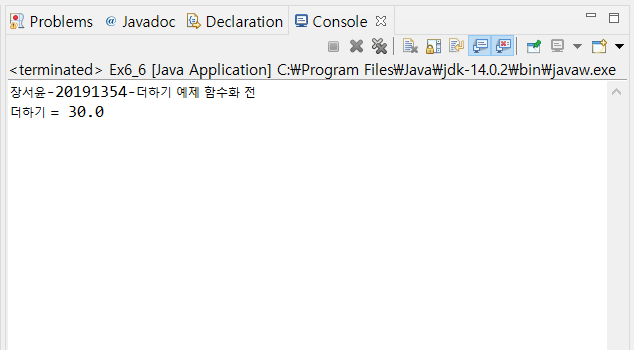 Problems @ Javadoc Declaration Console
<terminated> Ex6_6 [Java Application] C:₩Program Files₩Java₩jdk-14.0.2₩bin₩javaw.exe
장서윤-20191354-더하기 예제 함수화 전
더하기 = 30.0